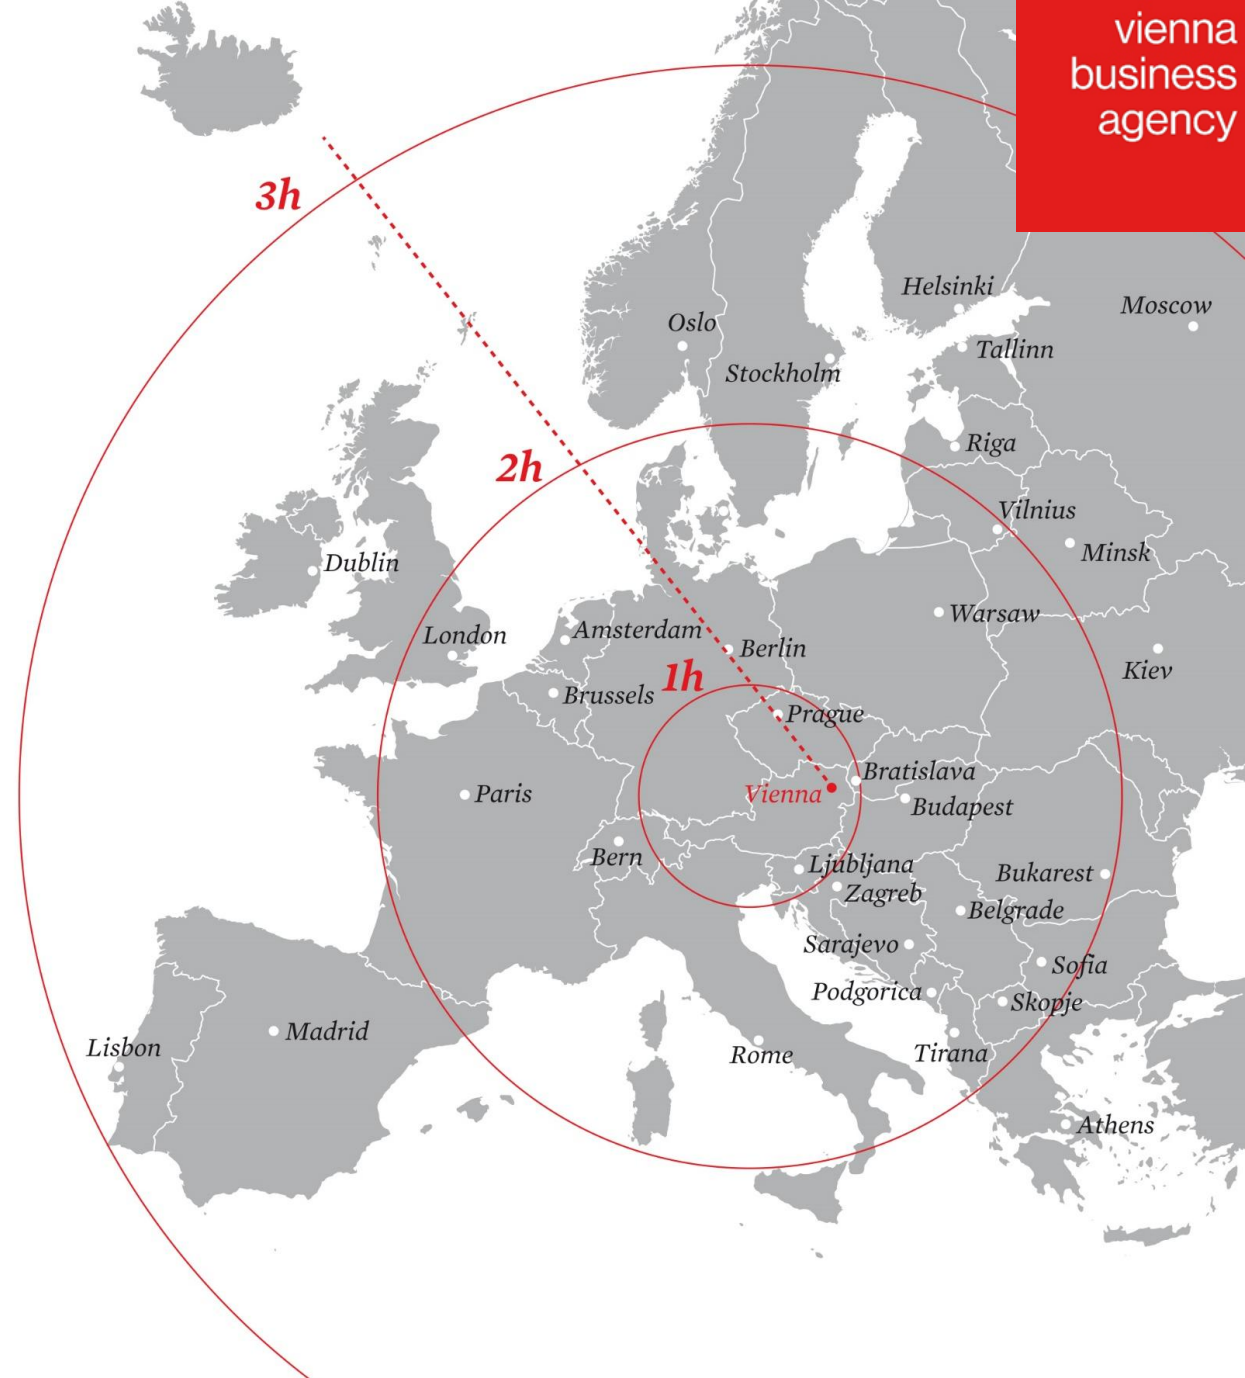 vienna
business
agency
3h
Helsinki
Moscow
Oslo
Tallinn
Stockholm
Riga
2h
Vilnius
Minsk
Dublin
Warsaw
London
Amsterdam
Berlin
Kiev
1h
Brussels
Prague
Bratislava
Vienna
Paris
Budapest
Bern
Ljubljana
Bukarest
Zagreb
Belgrade
Sarajevo
Sofia
Podgorica
Skopje
Madrid
Lisbon
Rome
Tirana
Athens